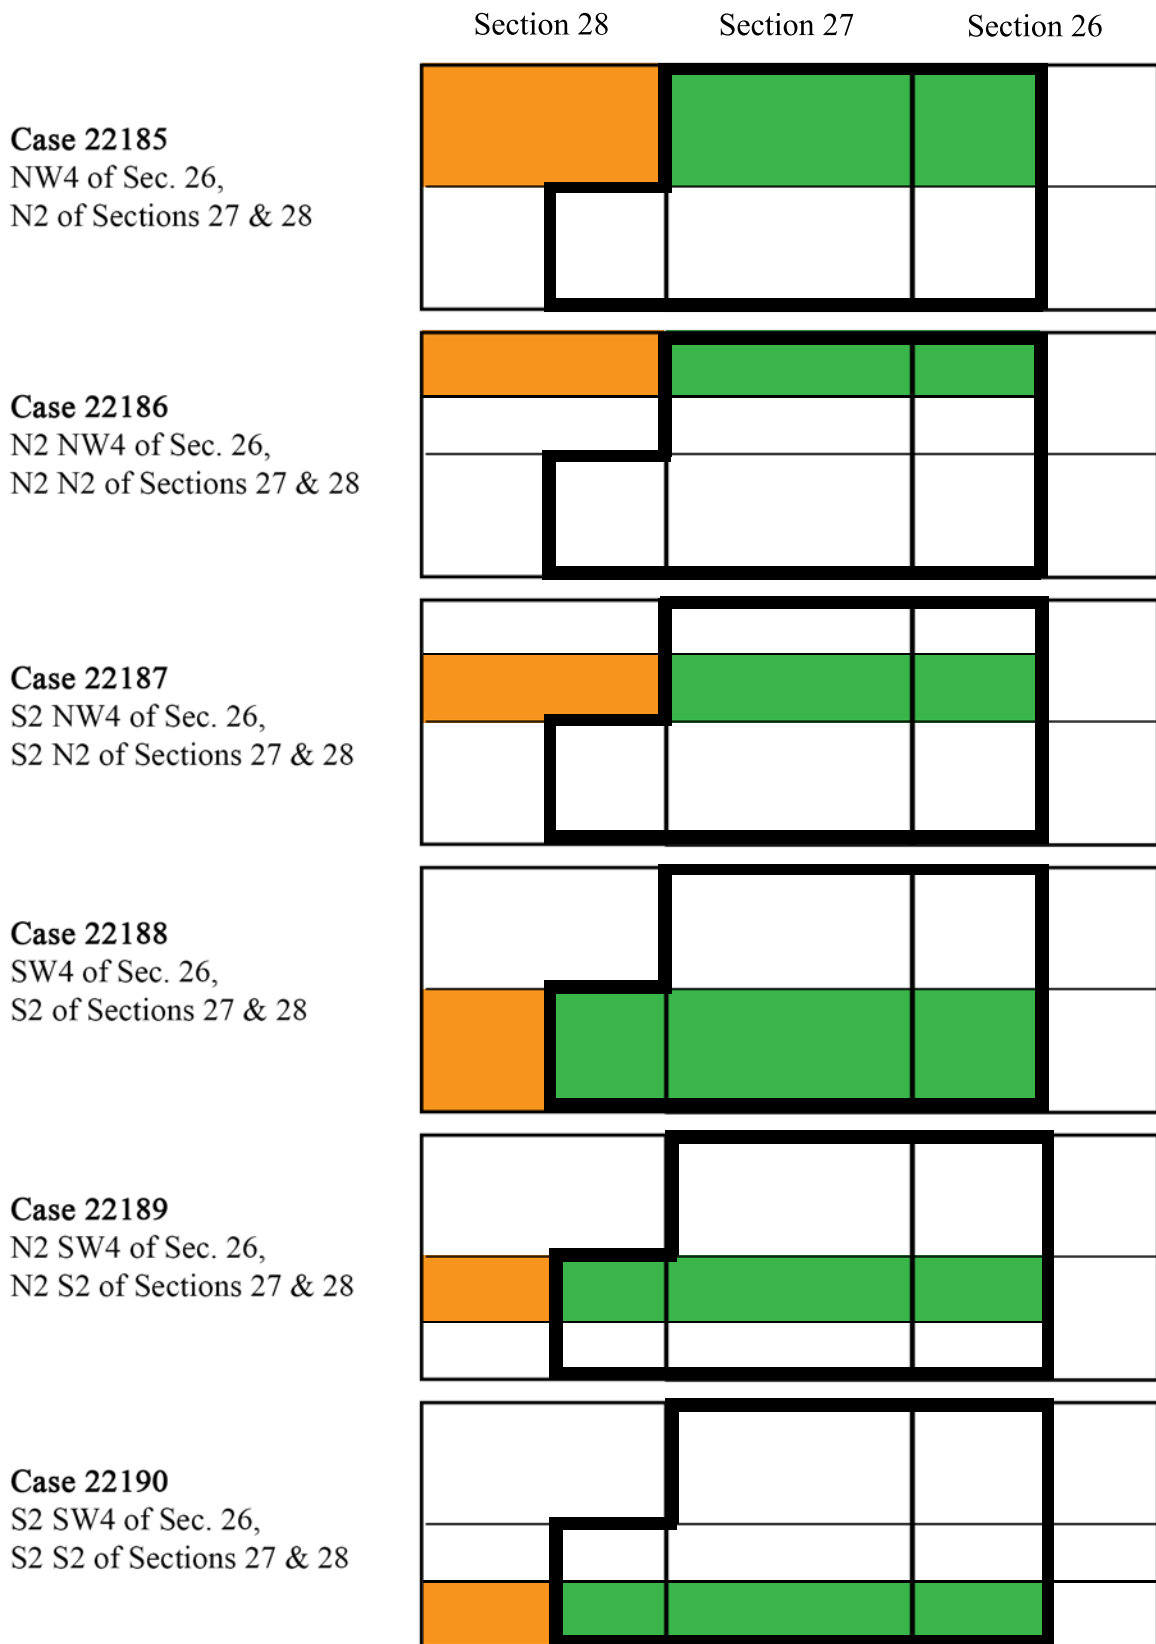 Section 28 Section 27 Section 26
Case 22185
NW4 of Sec. 26,
N2 of Sections 27 & 28
Case 22186
N2 NW4 of Sec. 26,
N2 N2 of Sections 27 & 28
Case 22187
S2 NW4 of Sec. 26,
S2 N2 of Sections 27 & 28
Case 22188
SW4 of Sec. 26,
S2 of Sections 27 & 28
Case 22189
N2 SW4 of Sec. 26,
N2 S2 of Sections 27 & 28
Case 22190
S2 SW4 of Sec. 26,
S2 S2 of Sections 27 & 28